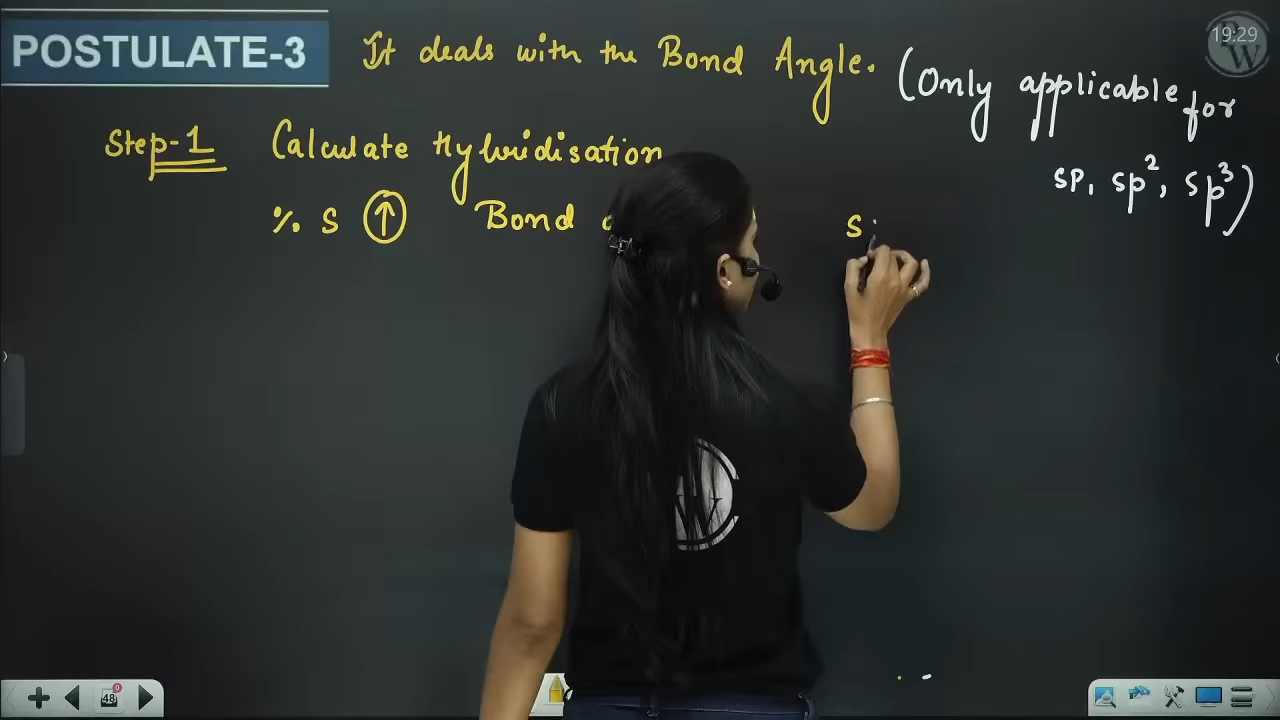 19:29
POSTULATE-3 It deals with the Bond Angle. (Only applicable for
sp, sp², sp³)
Step-1 Calculate Hybridisation
% s ↑ Bond s
W
48